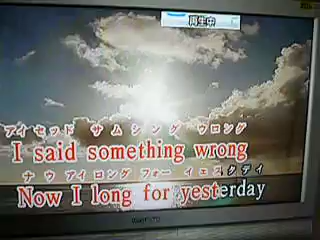 再生中
アイ セッド サム シング ウロング
I said something wrong
ナウ アイ ロング フォー イエスタデイ
Now I long for yesterday